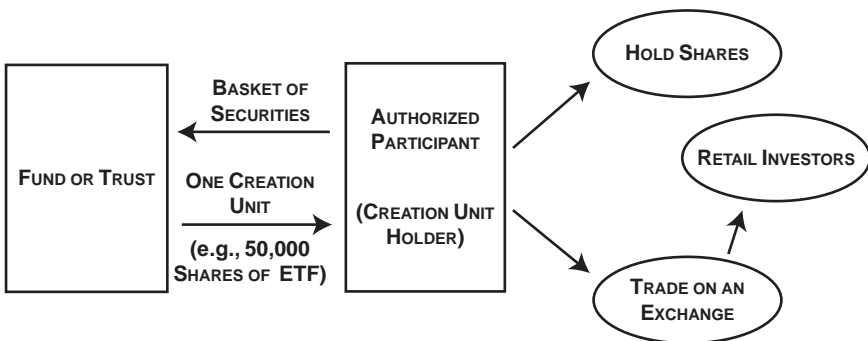 FUND OR TRUST
BASKET OF
SECURITIES
ONE CREATION
UNIT
(e.g., 50,000
SHARES OF ETF)
AUTHORIZED
PARTICIPANT
(CREATION UNIT
HOLDER)
HOLD SHARES
RETAIL INVESTORS
TRADE ON AN
EXCHANGE